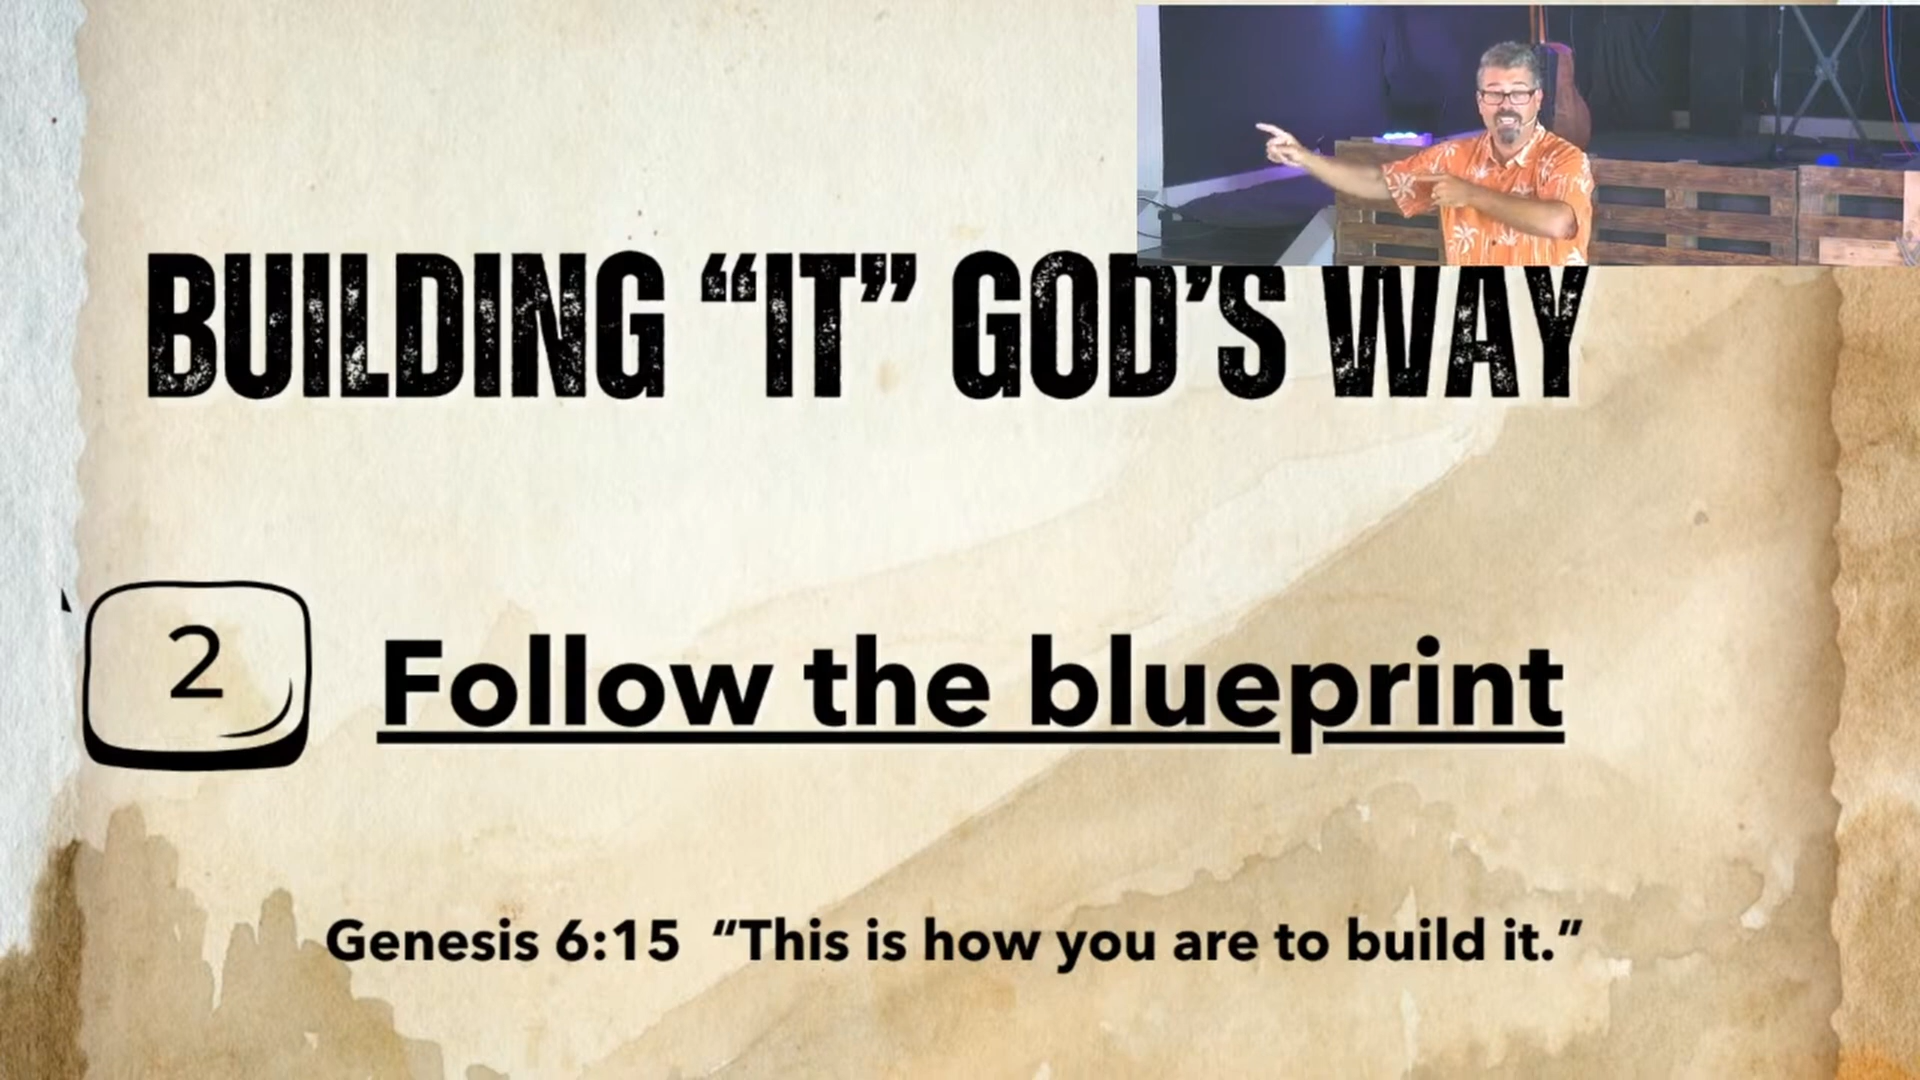 BUILDING “IT” GOD’S WAY
2 Follow the blueprint
Genesis 6:15 “This is how you are to build it.”